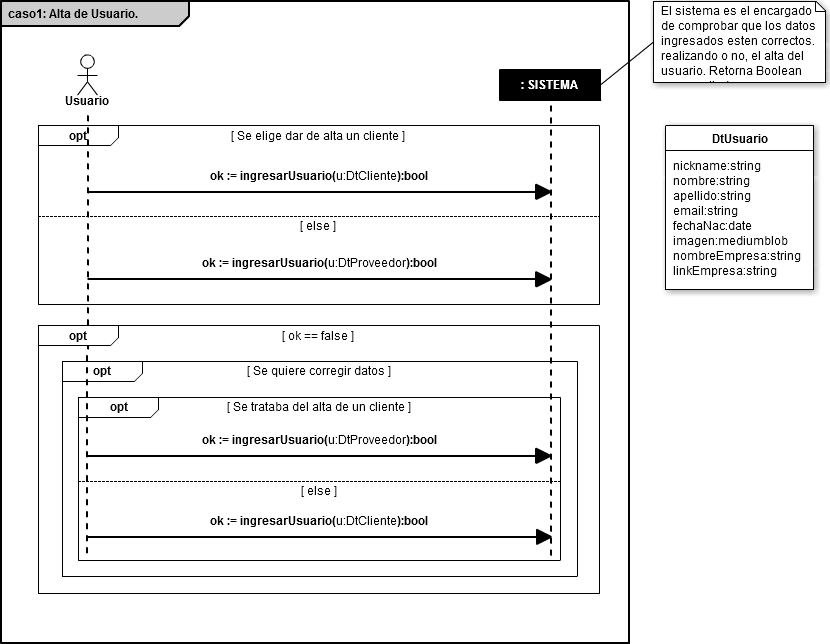 caso1: Alta de Usuario.
El sistema es el encargado
de comprobar que los datos
ingresados esten correctos.
realizando o no, el alta del
usuario. Retorna Boolean
Usuario
: SISTEMA
opt
[ Se elige dar de alta un cliente ]
ok := ingresarUsuario(u:DtCliente):bool
[ else ]
ok := ingresarUsuario(u:DtProveedor):bool
DtUsuario
nickname:string
nombre:string
apellido:string
email:string
fechaNac:date
imagen:mediumblob
nombreEmpresa:string
linkEmpresa:string
opt
[ ok == false ]
opt
[ Se quiere corregir datos ]
opt
[ Se trataba del alta de un cliente ]
ok := ingresarUsuario(u:DtProveedor):bool
[ else ]
ok := ingresarUsuario(u:DtCliente):bool